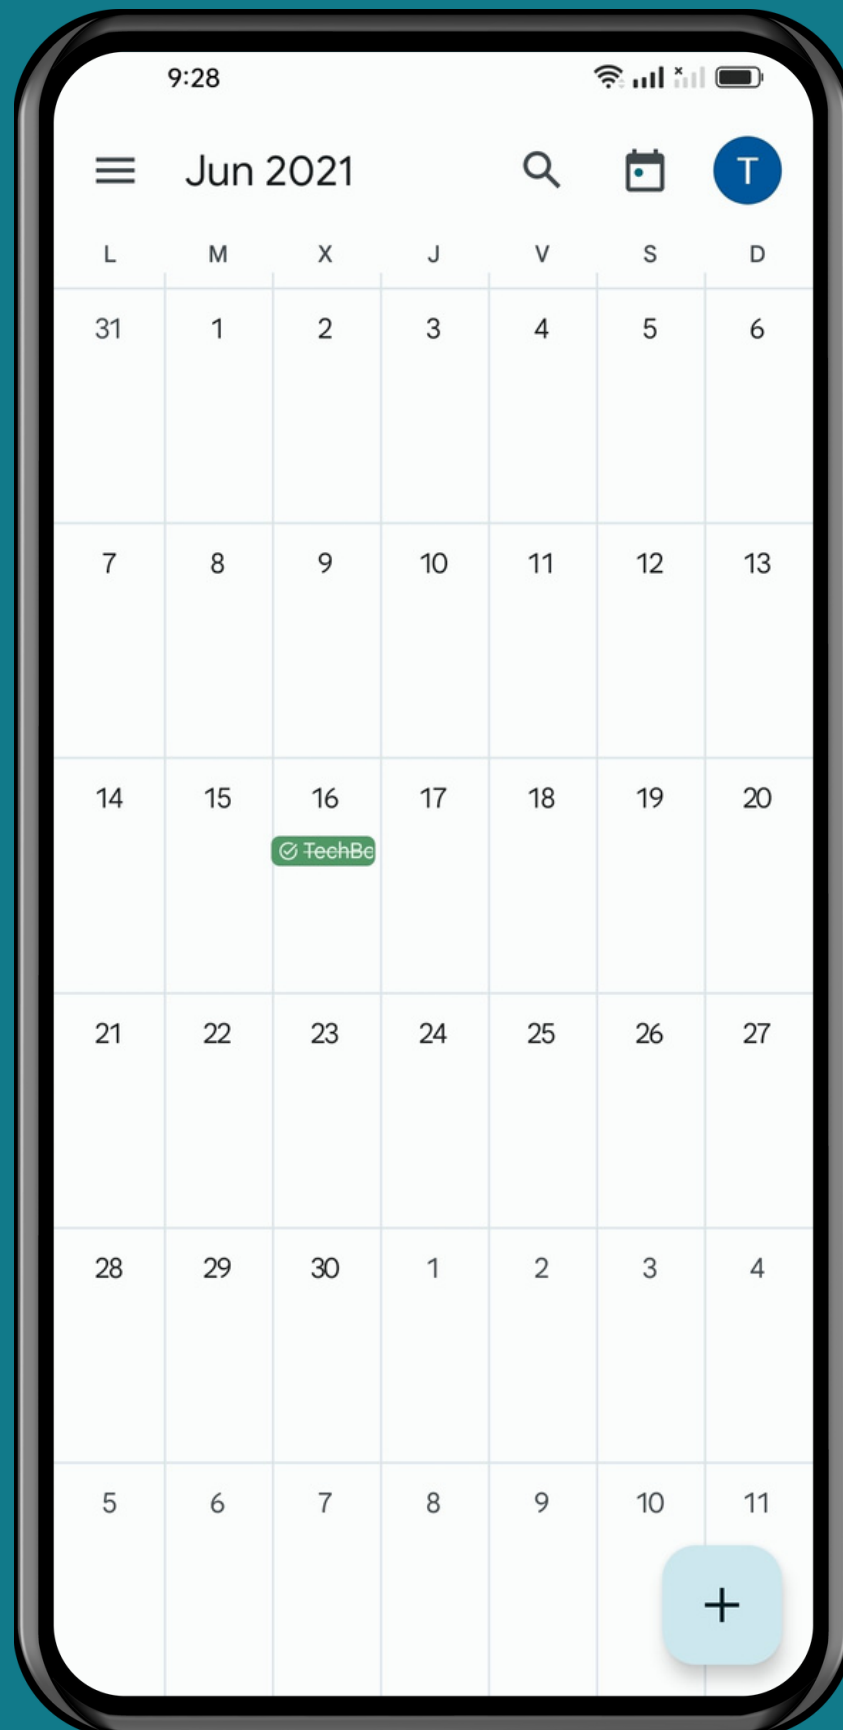 9:28
Jun 2021
T
L M X J V S D
31 1 2 3 4 5 6
7 8 9 10 11 12 13
14 15 16 17 18 19 20
TechBe
21 22 23 24 25 26 27
28 29 30 1 2 3 4
5 6 7 8 9 10 11
+